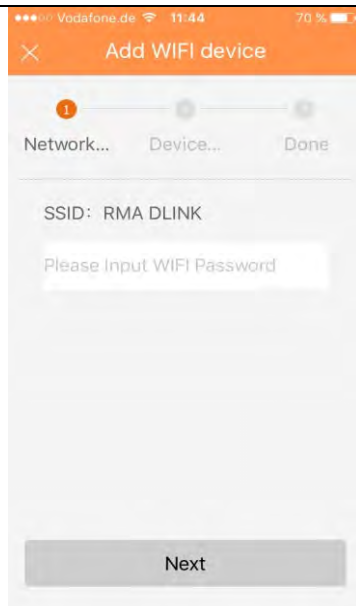 Vodafone.de 11:44 70 %
Add WIFI device
1
Network... Device... Done
SSID: RMA DLINK
Please Input WIFI Password
Next